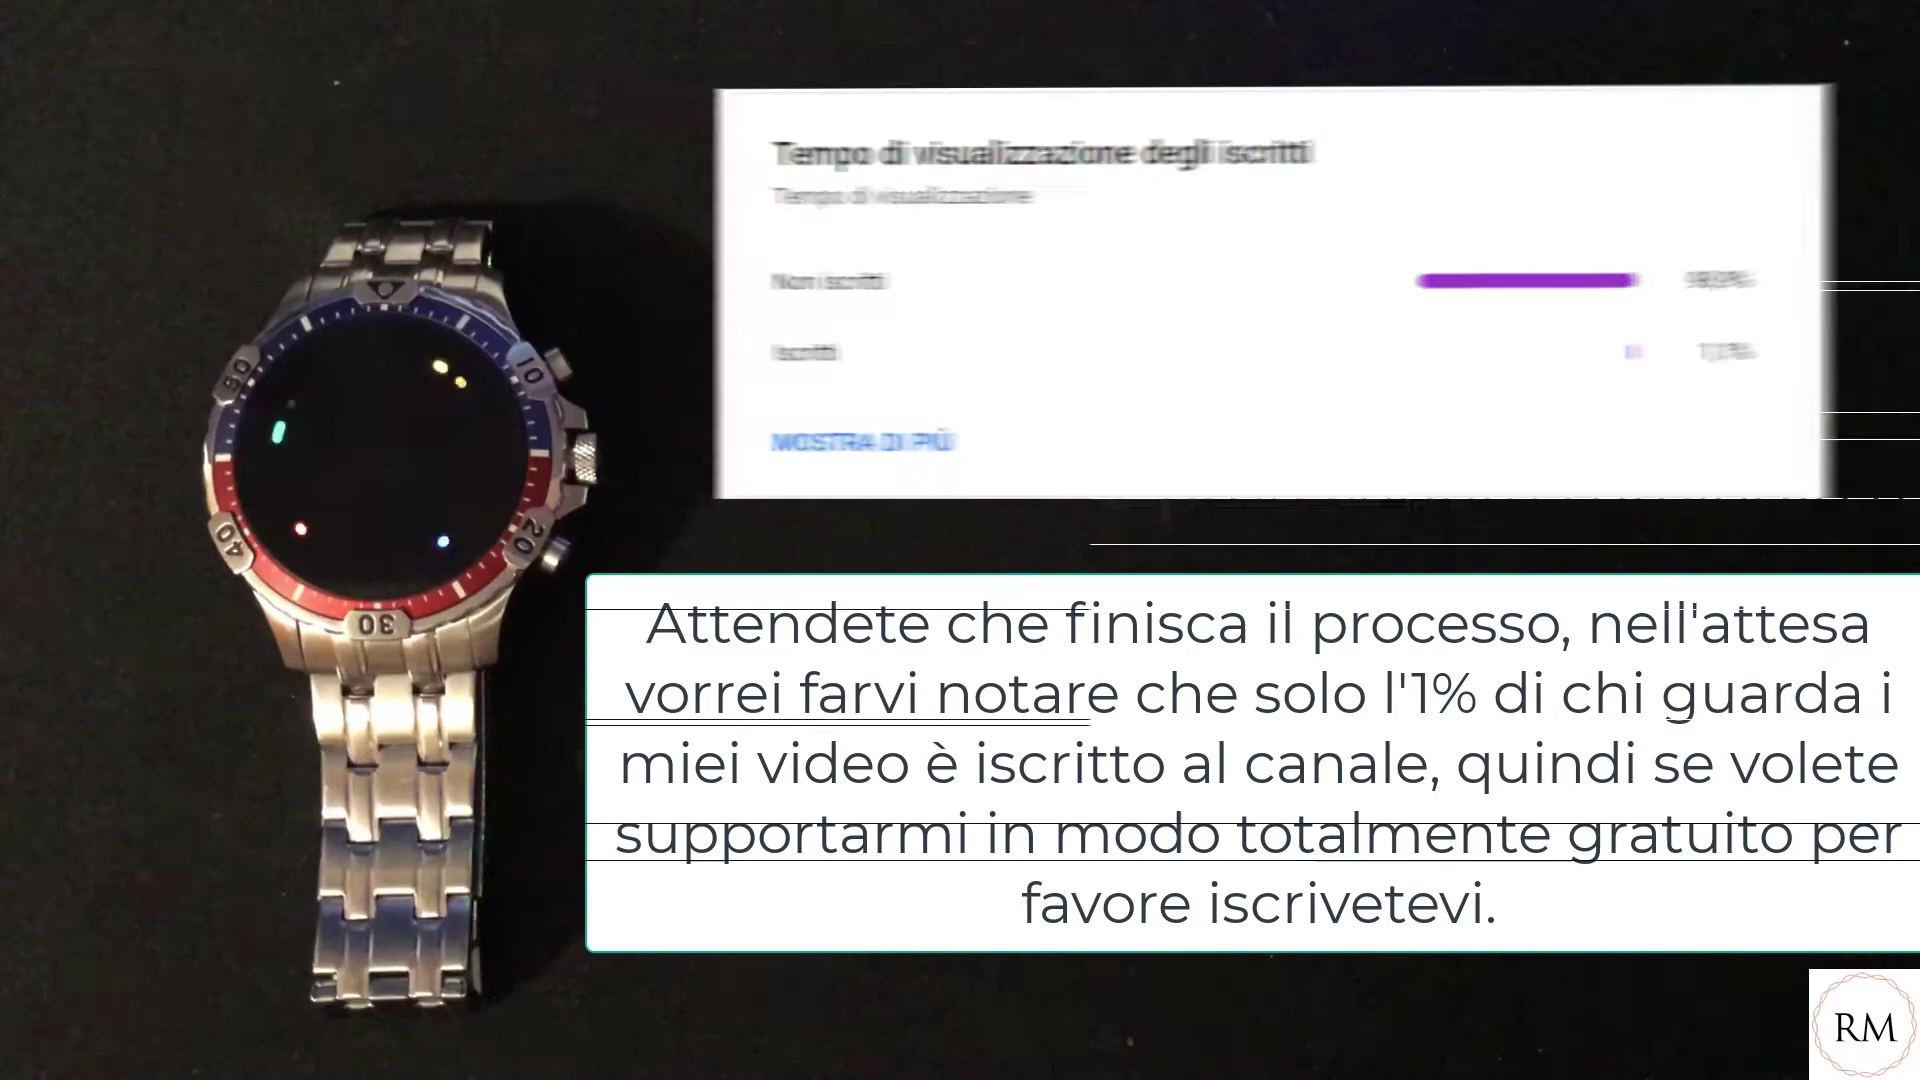 Tempo di visualizzazione degli iscritti
Tempo di visualizzazione
Non iscritti
Iscritti
MOSTRA DI PIÙ
50
10
40
20
30
Attendete che finisca il processo, nell'attesa
vorrei farvi notare che solo l'1% di chi guarda i
miei video è iscritto al canale, quindi se volete
supportarmi in modo totalmente gratuito per
favore iscrivetevi.
RM